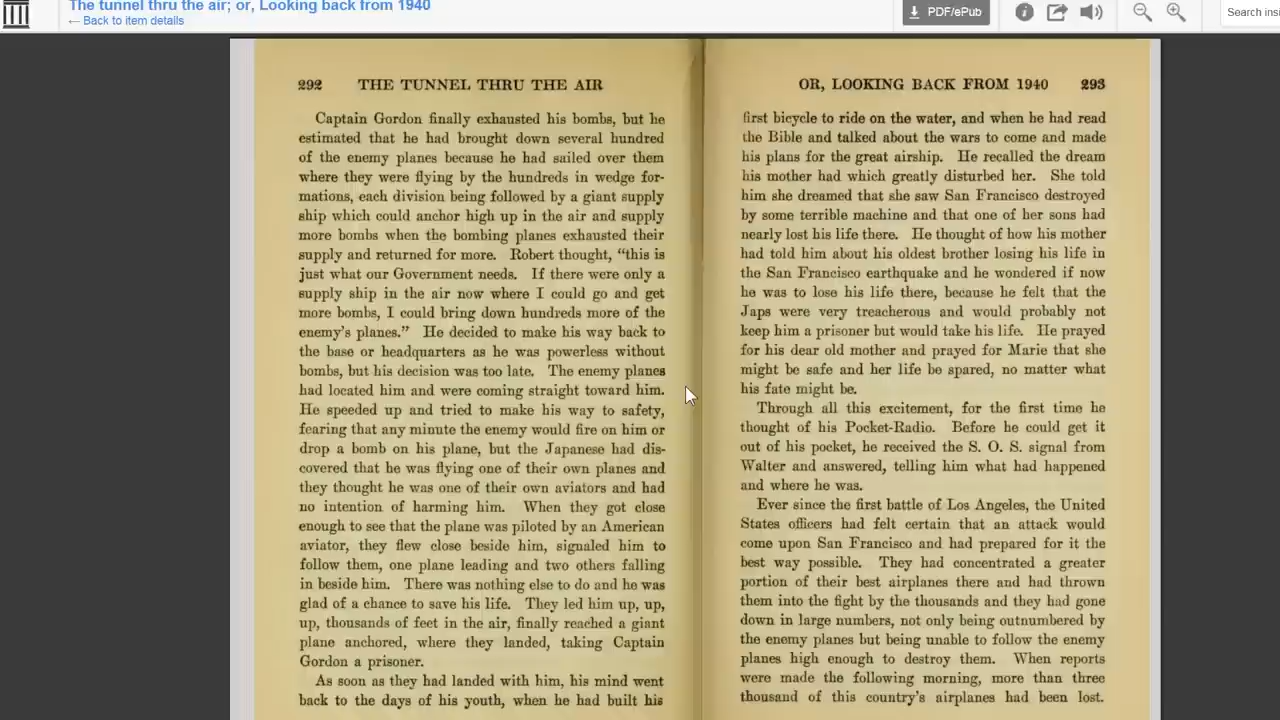 The tunnel thru the air; or, Looking back from 1940
← Back to item details
PDF/ePub
Search insi
292 THE TUNNEL THRU THE AIR
Captain Gordon finally exhausted his bombs, but he
estimated that he had brought down several hundred
of the enemy planes because he had sailed over them
where they were flying by the hundreds in wedge for-
mations, each division being followed by a giant supply
ship which could anchor high up in the air and supply
more bombs when the bombing planes exhausted their
supply and returned for more. Robert thought, “this is
just what our Government needs. If there were only a
supply ship in the air now where I could go and get
more bombs, I could bring down hundreds more of the
enemy's planes.” He decided to make his way back to
the base or headquarters as he was powerless without
bombs, but his decision was too late. The enemy planes
had located him and were coming straight toward him.
He speeded up and tried to make his way to safety,
fearing that any minute the enemy would fire on him or
drop a bomb on his plane, but the Japanese had dis-
covered that he was flying one of their own planes and
they thought he was one of their own aviators and had
no intention of harming him. When they got close
enough to see that the plane was piloted by an American
aviator, they flew close beside him, signaled him to
follow them, one plane leading and two others falling
in beside him. There was nothing else to do and he was
glad of a chance to save his life. They led him up, up,
up, thousands of feet in the air, finally reached a giant
plane anchored, where they landed, taking Captain
Gordon a prisoner.
As soon as they had landed with him, his mind went
back to the days of his youth, when he had built his
OR, LOOKING BACK FROM 1940 293
first bicycle to ride on the water, and when he had read
the Bible and talked about the wars to come and made
his plans for the great airship. He recalled the dream
his mother had which greatly disturbed her. She told
him she dreamed that she saw San Francisco destroyed
by some terrible machine and that one of her sons had
nearly lost his life there. He thought of how his mother
had told him about his oldest brother losing his life in
the San Francisco earthquake and he wondered if now
he was to lose his life there, because he felt that the
Japs were very treacherous and would probably not
keep him a prisoner but would take his life. He prayed
for his dear old mother and prayed for Marie that she
might be safe and her life be spared, no matter what
his fate might be.
Through all this excitement, for the first time he
thought of his Pocket-Radio. Before he could get it
out of his pocket, he received the S. O. S. signal from
Walter and answered, telling him what had happened
and where he was.
Ever since the first battle of Los Angeles, the United
States officers had felt certain that an attack would
come upon San Francisco and had prepared for it the
best way possible. They had concentrated a greater
portion of their best airplanes there and had thrown
them into the fight by the thousands and they had gone
down in large numbers, not only being outnumbered by
the enemy planes but being unable to follow the enemy
planes high enough to destroy them. When reports
were made the following morning, more than three
thousand of this country's airplanes had been lost.